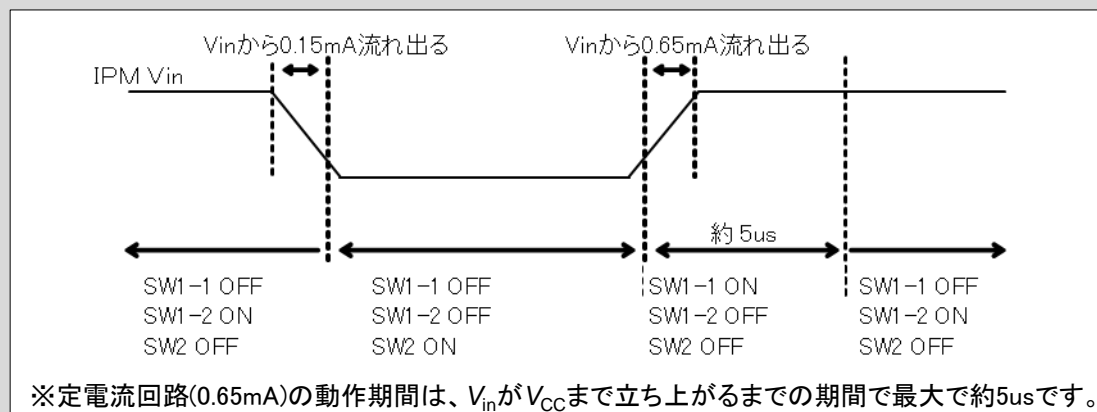 Vinから0.15mA流れ出る
Vinから0.65mA流れ出る
IPM Vin
約 5us
SW1-1 OFF
SW1-2 ON
SW2 OFF
SW1-1 OFF
SW1-2 OFF
SW2 ON
SW1-1 ON
SW1-2 OFF
SW2 OFF
SW1-1 OFF
SW1-2 ON
SW2 OFF
※定電流回路(0.65mA)の動作期間は、VinがVCCまで立ち上がるまでの期間で最大で約5usです。